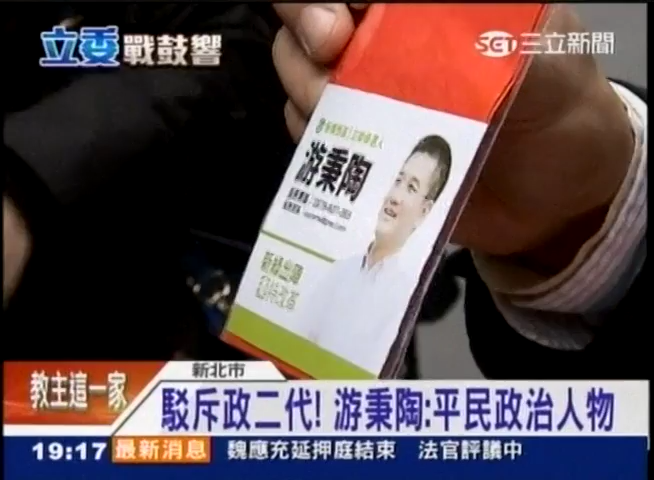 立委戰鼓響
SET三立新聞
游秉陶
新北市
教主這一家
駁斥政二代! 游秉陶:平民政治人物
19:17 最新消息 魏應充延押庭結束 法官評議中